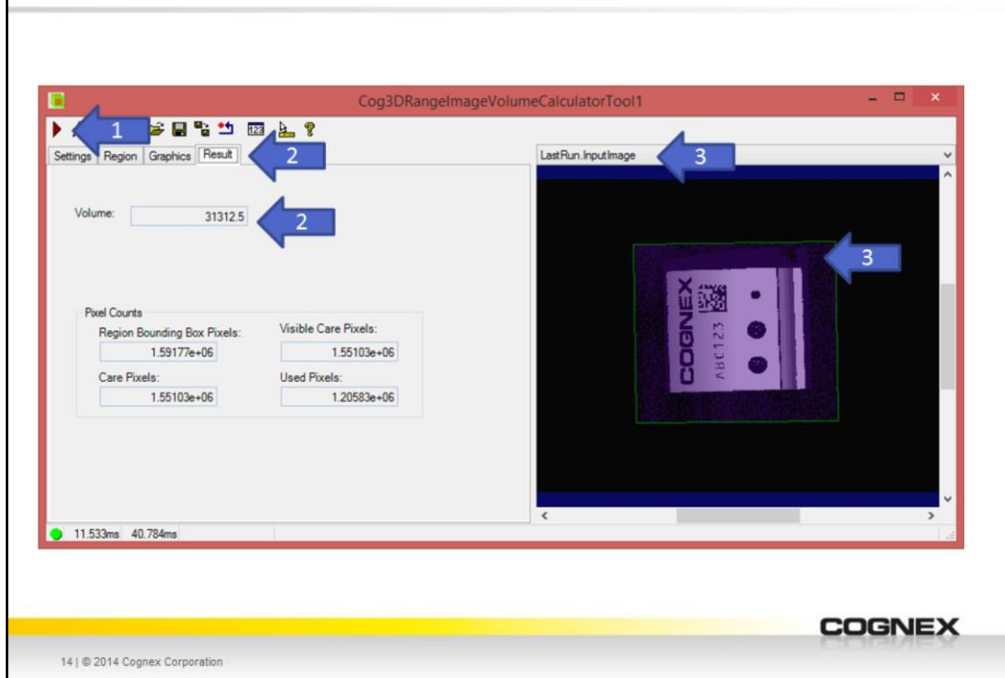 Cog3DRangeImageVolumeCalculatorTool1
1
Settings Region Graphics Result
2
LastRun.InputImage
3
Volume: 31312.5
2
3
COGNEX
ABC123
Pixel Counts
Region Bounding Box Pixels: Visible Care Pixels:
1.59177e+06 1.55103e+06
Care Pixels: Used Pixels:
1.55103e+06 1.20583e+06
11.533ms 40.784ms
COGNEX
14 | © 2014 Cognex Corporation